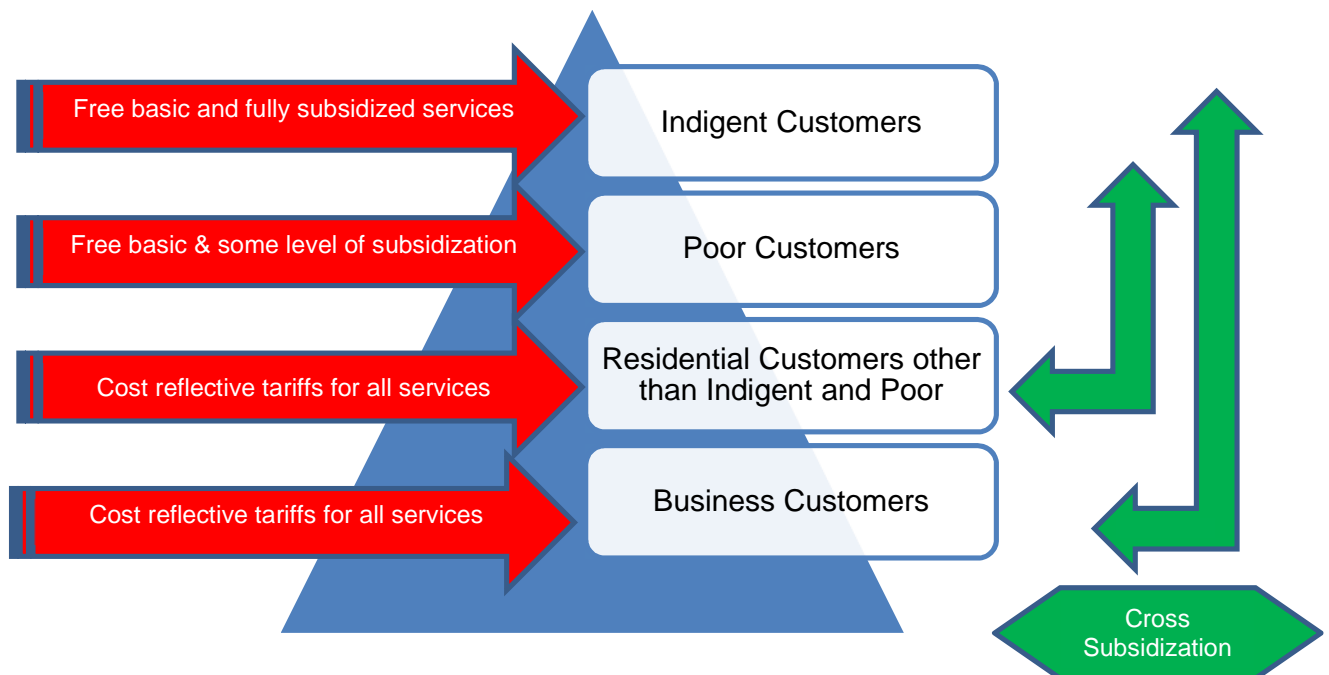 Free basic and fully subsidized services
Indigent Customers
Free basic & some level of subsidization
Poor Customers
Cost reflective tariffs for all services
Residential Customers other
than Indigent and Poor
Cost reflective tariffs for all services
Business Customers
Cross
Subsidization